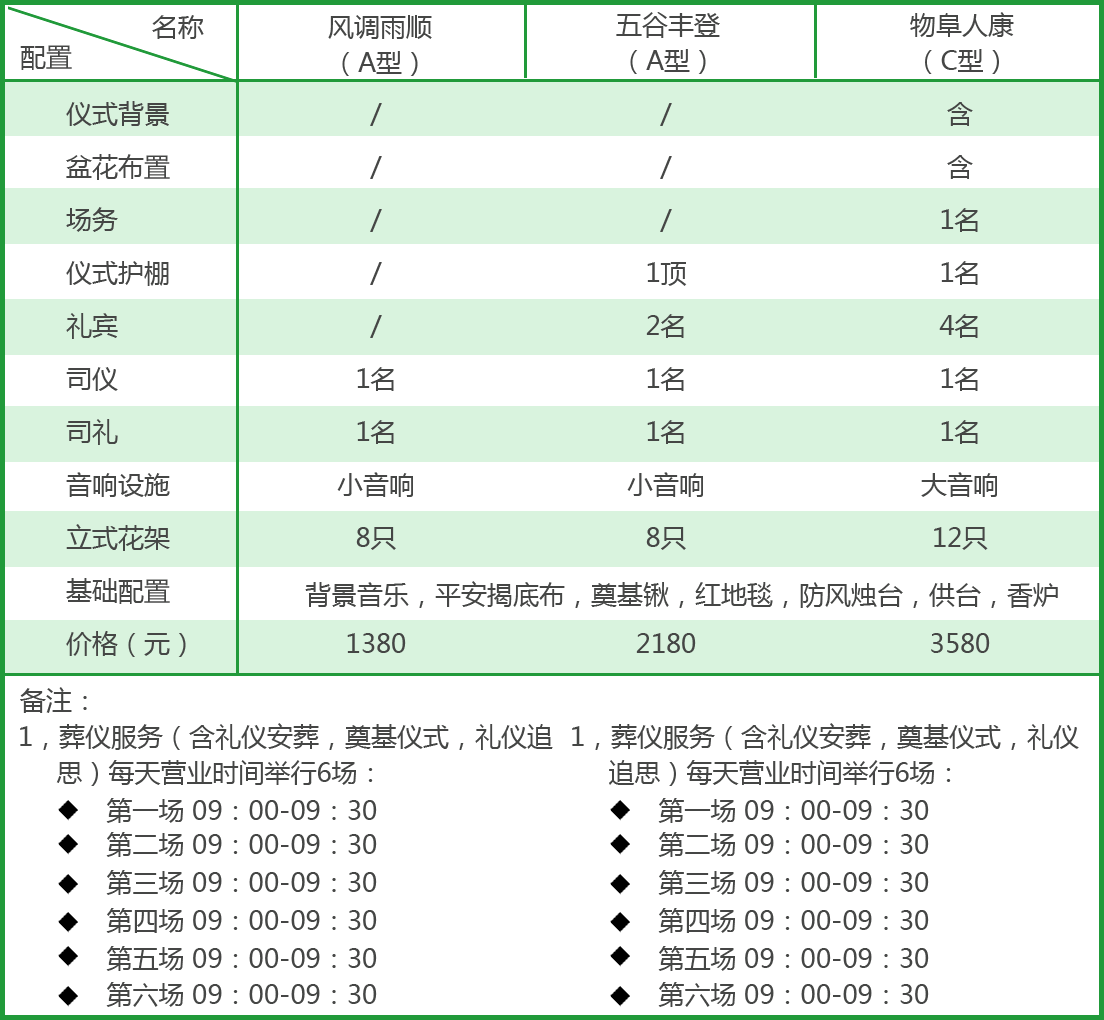 名称 风调雨顺 五谷丰登 物阜人康
配置 （A型） （A型） （C型）
仪式背景 / / 含
盆花布置 / / 含
场务 / / 1名
仪式护棚 / 1顶 1名
礼宾 / 2名 4名
司仪 1名 1名 1名
司礼 1名 1名 1名
音响设施 小音响 小音响 大音响
立式花架 8只 8只 12只
基础配置 背景音乐，平安揭底布，奠基锹，红地毯，防风烛台，供台，香炉
价格（元） 1380 2180 3580
备注：
1，葬仪服务（含礼仪安葬，奠基仪式，礼仪追
思）每天营业时间举行6场：
◆ 第一场 09：00-09：30
◆ 第二场 09：00-09：30
◆ 第三场 09：00-09：30
◆ 第四场 09：00-09：30
◆ 第五场 09：00-09：30
◆ 第六场 09：00-09：30
1，葬仪服务（含礼仪安葬，奠基仪式，礼仪
追思）每天营业时间举行6场：
◆ 第一场 09：00-09：30
◆ 第二场 09：00-09：30
◆ 第三场 09：00-09：30
◆ 第四场 09：00-09：30
◆ 第五场 09：00-09：30
◆ 第六场 09：00-09：30